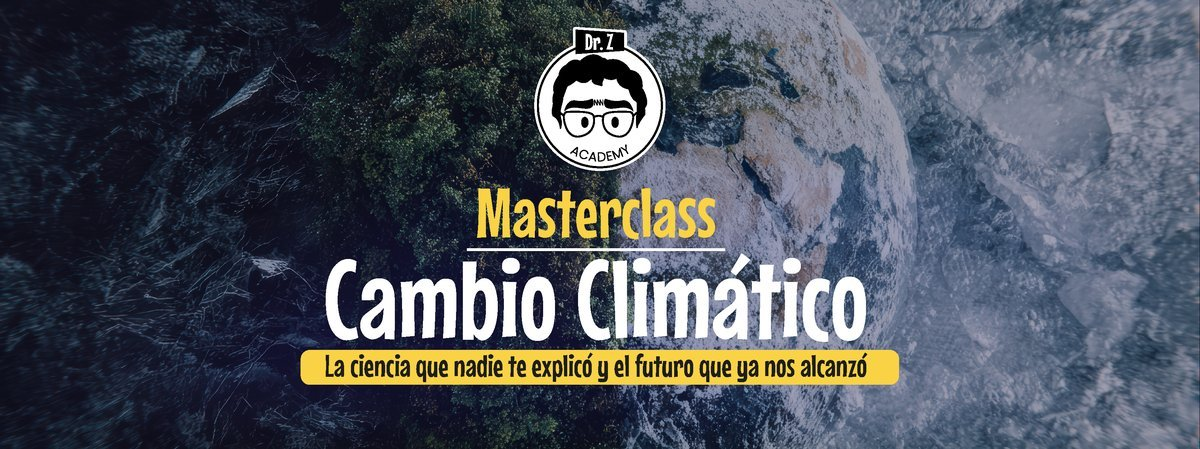 Dr. Z
ACADEMY
Masterclass
Cambio Climático
La ciencia que nadie te explicó y el futuro que ya nos alcanzó